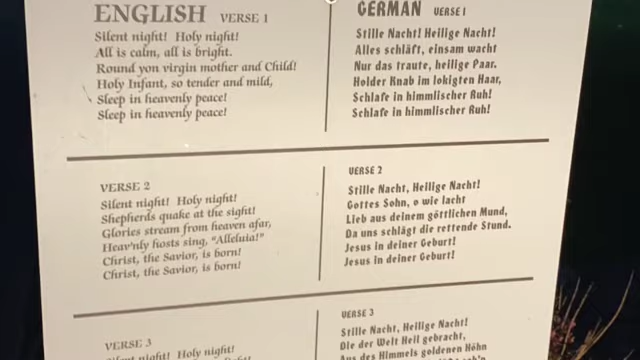 ENGLISH VERSE 1
Silent night! Holy night!
All is calm, all is bright.
Round yon virgin mother and Child!
Holy Infant, so tender and mild,
Sleep in heavenly peace!
Sleep in heavenly peace!
GERMAN VERSE 1
Stille Nacht! Heilige Nacht!
Alles schläft, einsam wacht
Nur das traute, heilige Paar.
Holder Knab im lokigten Haar,
Schlafe in himmlischer Ruh!
Schlafe in himmlischer Ruh!
VERSE 2
Silent night! Holy night!
Shepherds quake at the sight!
Glories stream from heaven afar,
Heav'nly hosts sing, "Alleluia!"
Christ, the Savior, is born!
Christ, the Savior, is born!
VERSE 2
Stille Nacht, Heilige Nacht!
Gottes Sohn, o wie lacht
Lieb aus deinem göttlichen Mund,
Da uns schlägt die rettende Stund.
Jesus in deiner Geburt!
Jesus in deiner Geburt!
VERSE 3
Silent night! Holy night!
VERSE 3
Stille Nacht, Heilige Nacht!
Die der Welt Heil gebracht,
Aus des Himmels goldenen Höhn